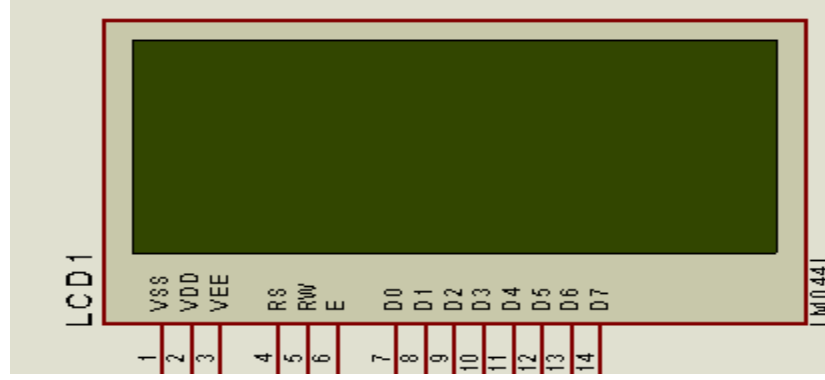 LCD1
LM044L
VSS VDD VEE RS RW E D0 D1 D2 D3 D4 D5 D6 D7
1 2 3 4 5 6 7 8 9 10 11 12 13 14